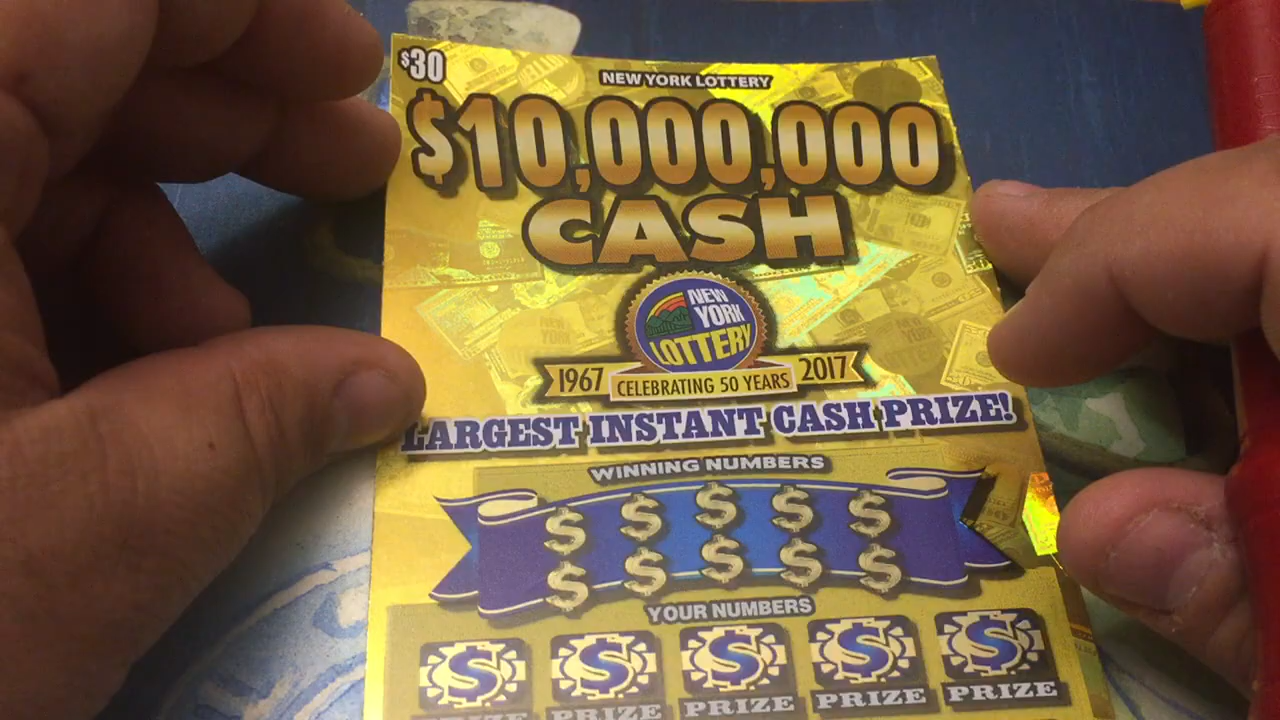 $30
NEW YORK LOTTERY
$10,000,000
CASH
NEW
YORK
LOTTERY
1967 CELEBRATING 50 YEARS 2017
LARGEST INSTANT CASH PRIZE!
WINNING NUMBERS
$ $ $ $ $
$ $ $ $ $
YOUR NUMBERS
$ $ $ $ $
PRIZE PRIZE PRIZE PRIZE PRIZE